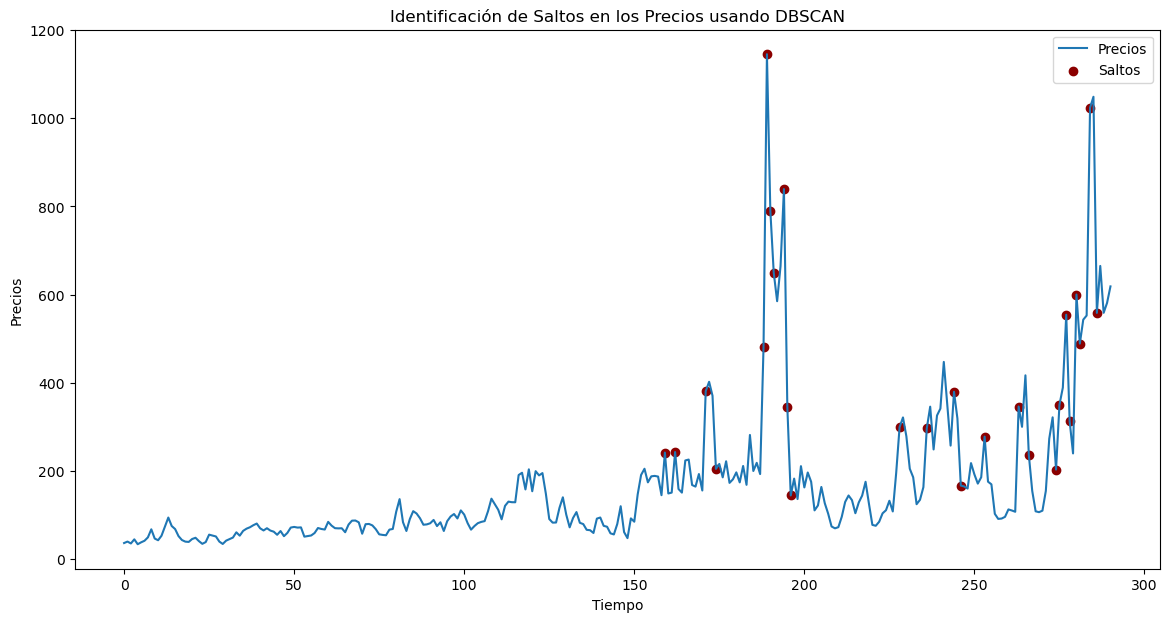 Identificación de Saltos en los Precios usando DBSCAN
Precios
Saltos
Precios
1200
1000
800
600
400
200
0
0 50 100 150 200 250 300
Tiempo